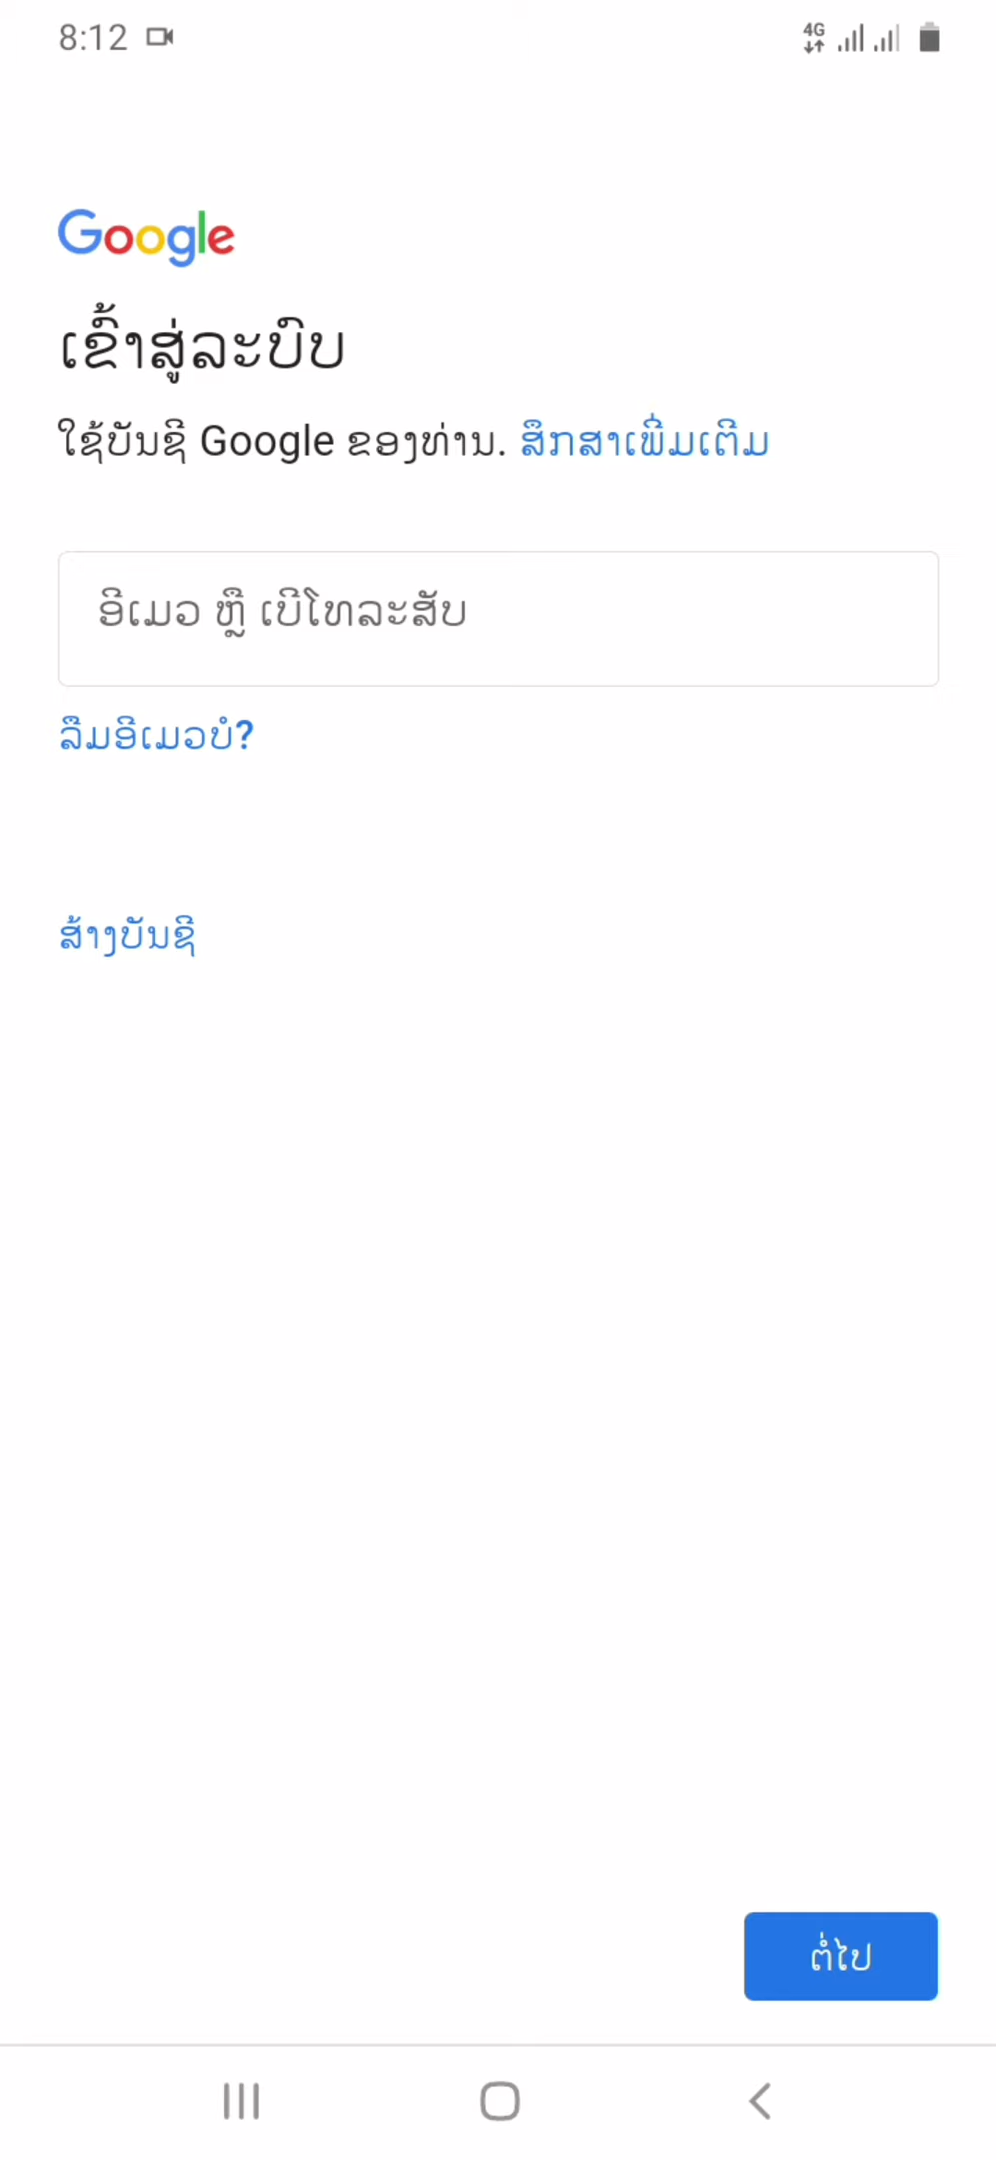 8:12
4G
Google
ເຂົ້າສູ່ລະບົບ
ໃຊ້ບັນຊີ Google ຂອງທ່ານ. ສຶກສາເພີ່ມເຕີມ
ອີເມວ ຫຼື ເບີໂທລະສັບ
ລືມອີເມວບໍ?
ສ້າງບັນຊີ
ຕໍ່ໄປ